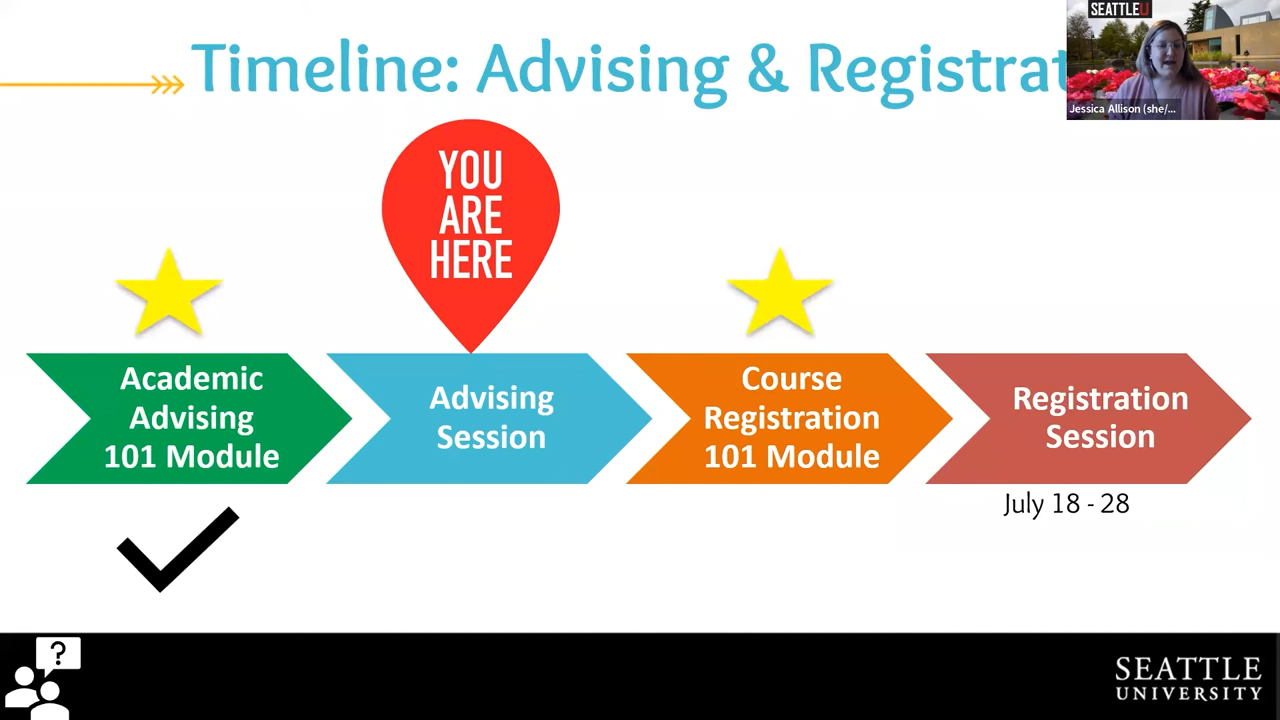 Timeline: Advising & Registrat
SEATTLEU
Jessica Allison (she/...
YOU
ARE
HERE
Academic
Advising
101 Module
Advising
Session
Course
Registration
101 Module
Registration
Session
July 18 - 28
?
SEATTLE
UNIVERSITY